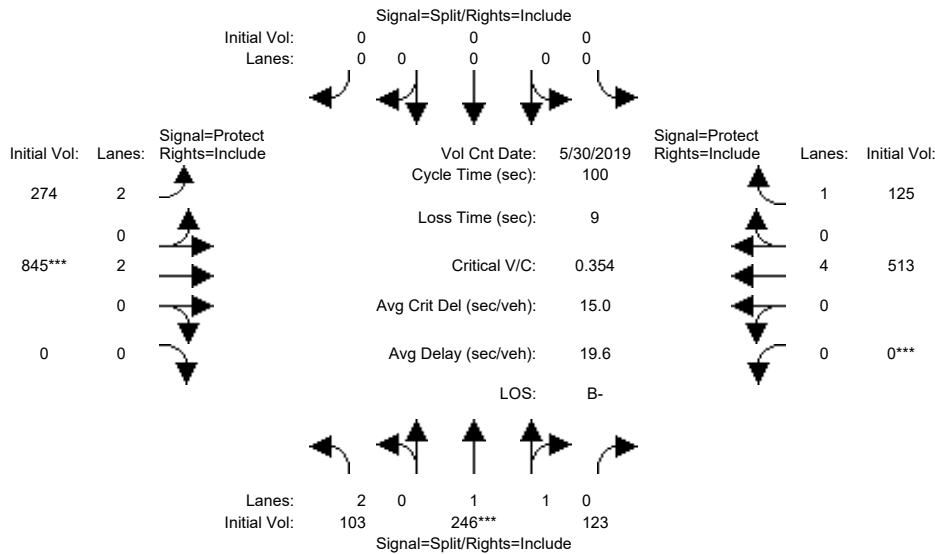 Signal=Split/Rights=Include
Initial Vol: 0 0 0
Lanes: 0 0 0 0 0
Signal=Protect Signal=Protect
Initial Vol: Lanes: Rights=Include Vol Cnt Date: 5/30/2019 Rights=Include Lanes: Initial Vol:
Cycle Time (sec): 100
274 2 1 125
Loss Time (sec): 9
0 0
845*** 2 Critical V/C: 0.354 4 513
0 Avg Crit Del (sec/veh): 15.0 0
0 0 Avg Delay (sec/veh): 19.6 0 0***
LOS: B-
Lanes: 2 0 1 1 0
Initial Vol: 103 246*** 123
Signal=Split/Rights=Include